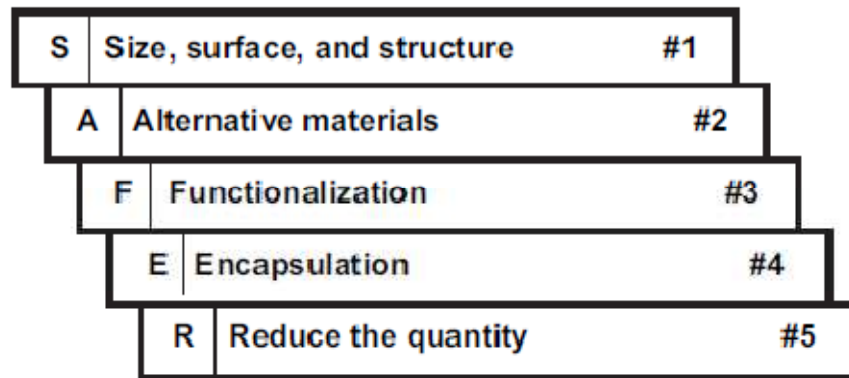 S Size, surface, and structure #1
A Alternative materials #2
F Functionalization #3
E Encapsulation #4
R Reduce the quantity #5